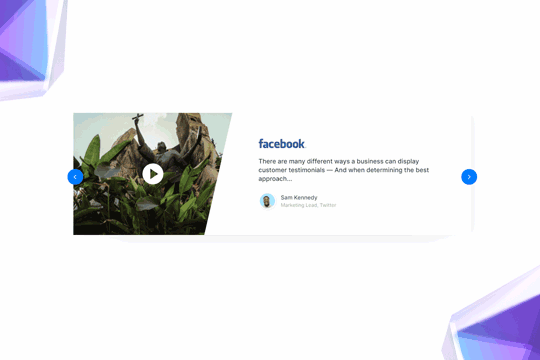 facebook
There are many different ways a business can display
customer testimonials — And when determining the best
approach...
Sam Kennedy
Marketing Lead, Twitter